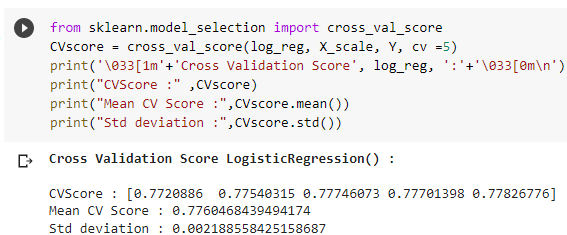 from sklearn.model_selection import cross_val_score
CVscore = cross_val_score(log_reg, X_scale, Y, cv =5)
print('\033[1m'+'Cross Validation Score', log_reg, ':'+'\033[0m\n')
print("CVScore :" ,CVscore)
print("Mean CV Score :",CVscore.mean())
print("Std deviation :",CVscore.std())
Cross Validation Score LogisticRegression() :
CVScore : [0.7720886  0.77540315 0.77746073 0.77701398 0.77826776]
Mean CV Score : 0.7760468439494174
Std deviation : 0.002188558425158687